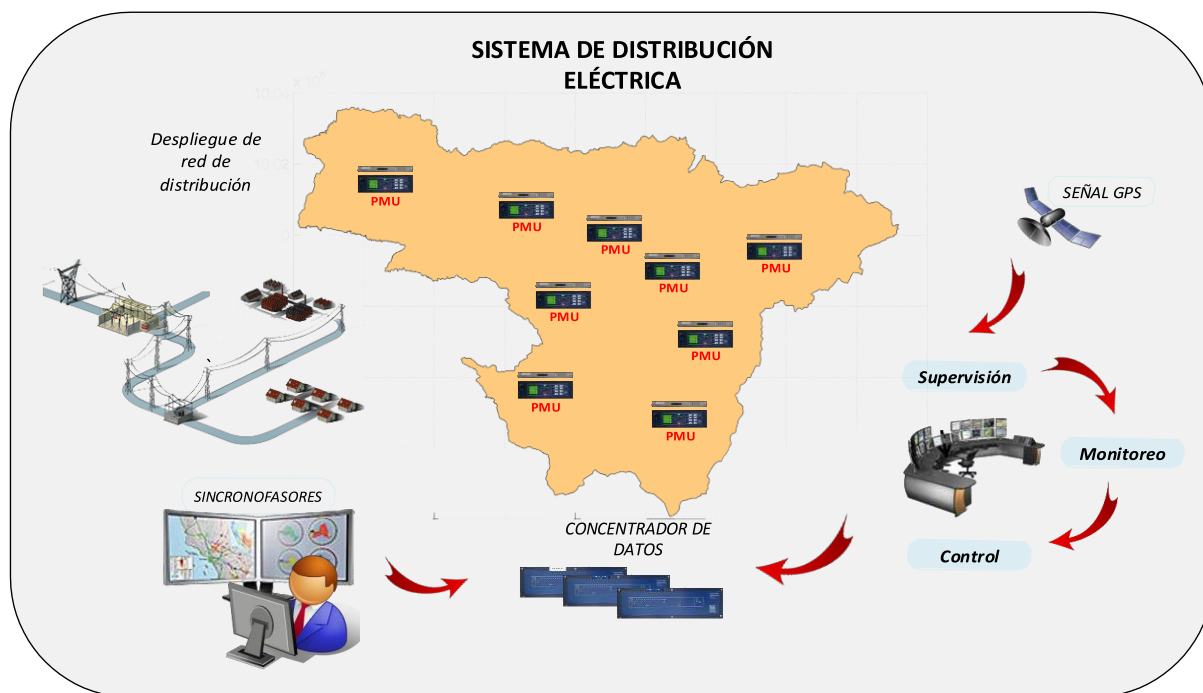 SISTEMA DE DISTRIBUCIÓN
ELÉCTRICA
Despliegue de
red de
distribución
SEÑAL GPS
PMU
PMU
PMU
PMU
PMU
PMU
PMU
PMU
PMU
Supervisión
Monitoreo
Control
SINCRONOFASORES
CONCENTRADOR DE
DATOS